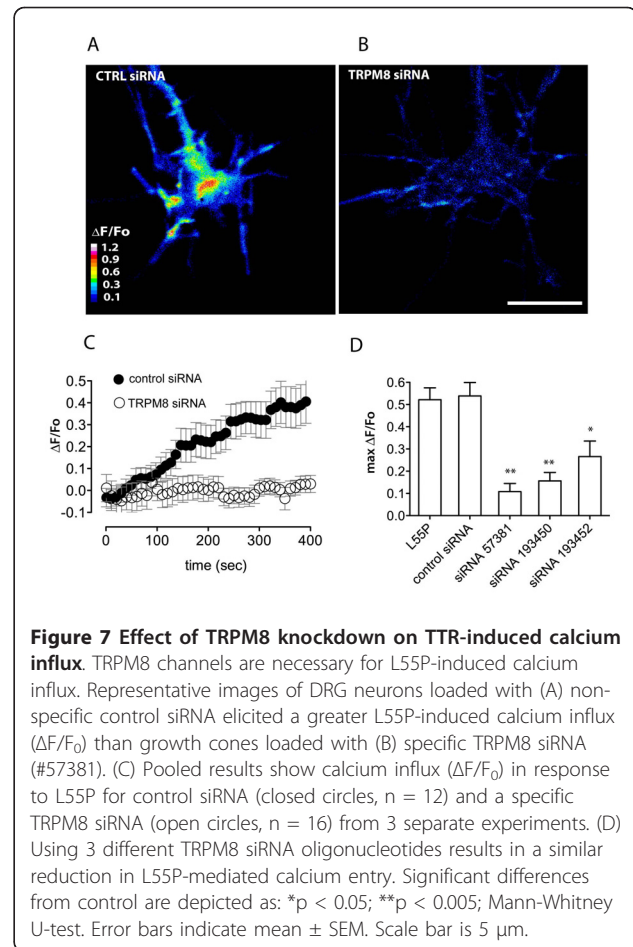 A
B
CTRL siRNA
TRPM8 siRNA
ΔF/Fo
1.2
0.9
0.6
0.3
0.1
C
D
control siRNA
TRPM8 siRNA
ΔF/Fo
0.5
0.4
0.3
0.2
0.1
0.0
-0.1
0
100
200
300
400
time (sec)
max ΔF/Fo
0.6
0.5
0.4
0.3
0.2
0.1
0
**
**
*
L55P
control siRNA
siRNA 57381
siRNA 193450
siRNA 193452
Figure 7 Effect of TRPM8 knockdown on TTR-induced calcium
influx. TRPM8 channels are necessary for L55P-induced calcium
influx. Representative images of DRG neurons loaded with (A) non-
specific control siRNA elicited a greater L55P-induced calcium influx
(ΔF/F₀) than growth cones loaded with (B) specific TRPM8 siRNA
(#57381). (C) Pooled results show calcium influx (ΔF/F₀) in response
to L55P for control siRNA (closed circles, n = 12) and a specific
TRPM8 siRNA (open circles, n = 16) from 3 separate experiments. (D)
Using 3 different TRPM8 siRNA oligonucleotides results in a similar
reduction in L55P-mediated calcium entry. Significant differences
from control are depicted as: *p < 0.05; **p < 0.005; Mann-Whitney
U-test. Error bars indicate mean ± SEM. Scale bar is 5 μm.